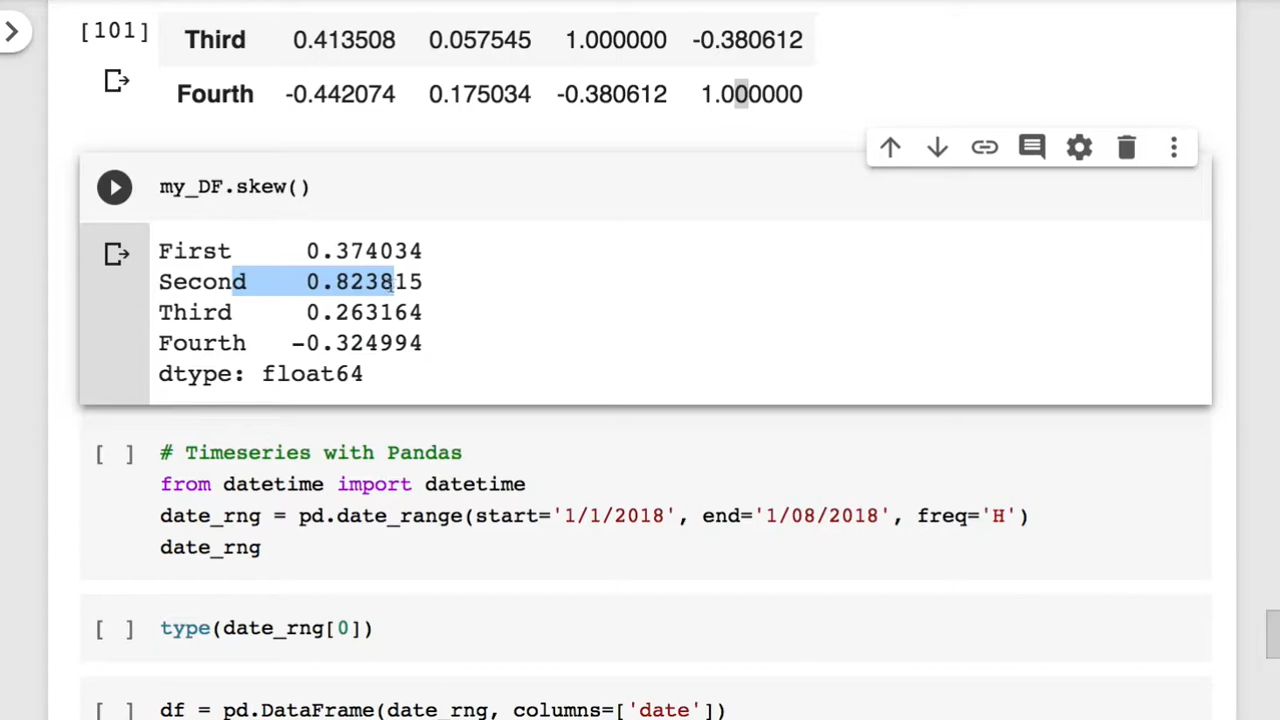 [101] Third 0.413508 0.057545 1.000000 -0.380612
Fourth -0.442074 0.175034 -0.380612 1.000000
my_DF.skew()
First 0.374034
Second 0.823815
Third 0.263164
Fourth -0.324994
dtype: float64
[ ] # Timeseries with Pandas
from datetime import datetime
date_rng = pd.date_range(start='1/1/2018', end='1/08/2018', freq='H')
date_rng
[ ] type(date_rng[0])
[ ] df = pd.DataFrame(date_rng, columns=['date'])